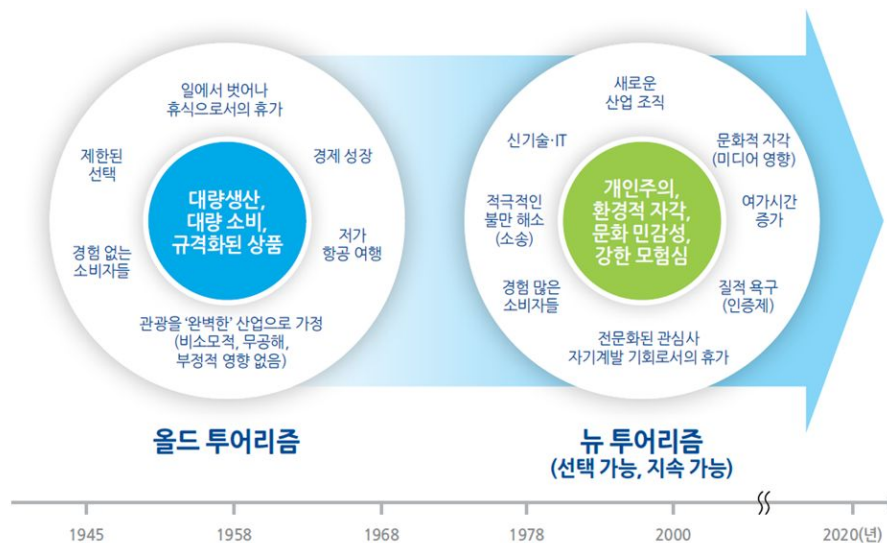 일에서 벗어나
휴식으로서의 휴가
제한된
선택
경제 성장
대량생산,
대량 소비,
규격화된 상품
경험 없는
소비자들
저가
항공 여행
관광을 '완벽한' 산업으로 가정
(비소모적, 무공해,
부정적 영향 없음)
올드 투어리즘
새로운
산업 조직
신기술·IT
문화적 자각
(미디어 영향)
적극적인
불만 해소
(소송)
개인주의,
환경적 자각,
문화 민감성,
강한 모험심
여가시간
증가
경험 많은
소비자들
질적 욕구
(인증제)
전문화된 관심사
자기계발 기회로서의 휴가
뉴 투어리즘
(선택 가능, 지속 가능)
1945 1958 1968 1978 2000 2020(년)